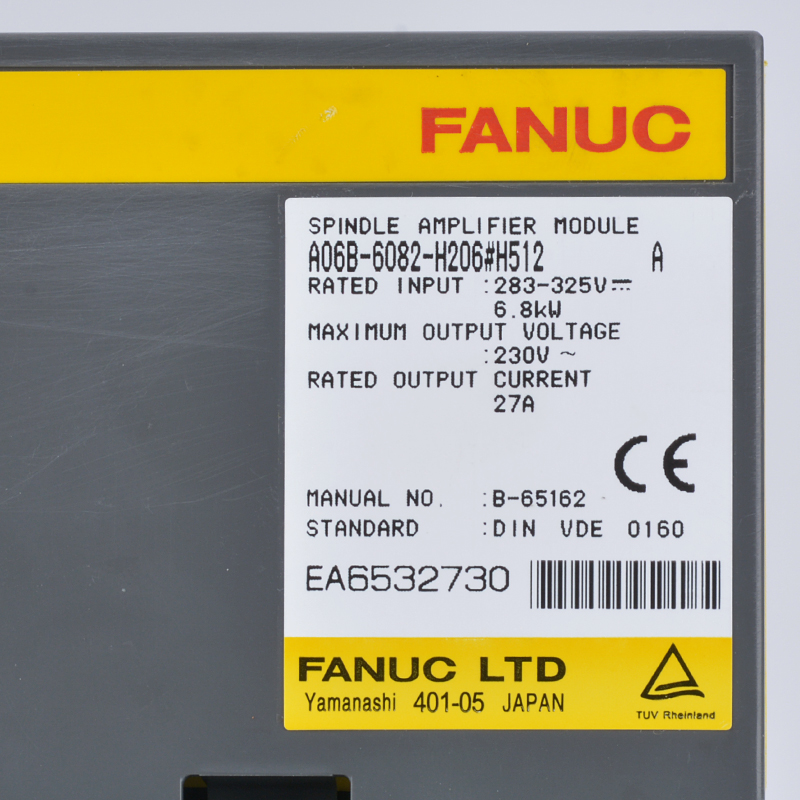 FANUC
SPINDLE AMPLIFIER MODULE
A06B-6082-H206#H512 A
RATED INPUT :283-325V⎓
6.8kW
MAXIMUM OUTPUT VOLTAGE
:230V ~
RATED OUTPUT CURRENT
27A
CE
MANUAL NO. :B-65162
STANDARD :DIN VDE 0160
EA6532730
FANUC LTD
Yamanashi 401-05 JAPAN
TUV Rheinland